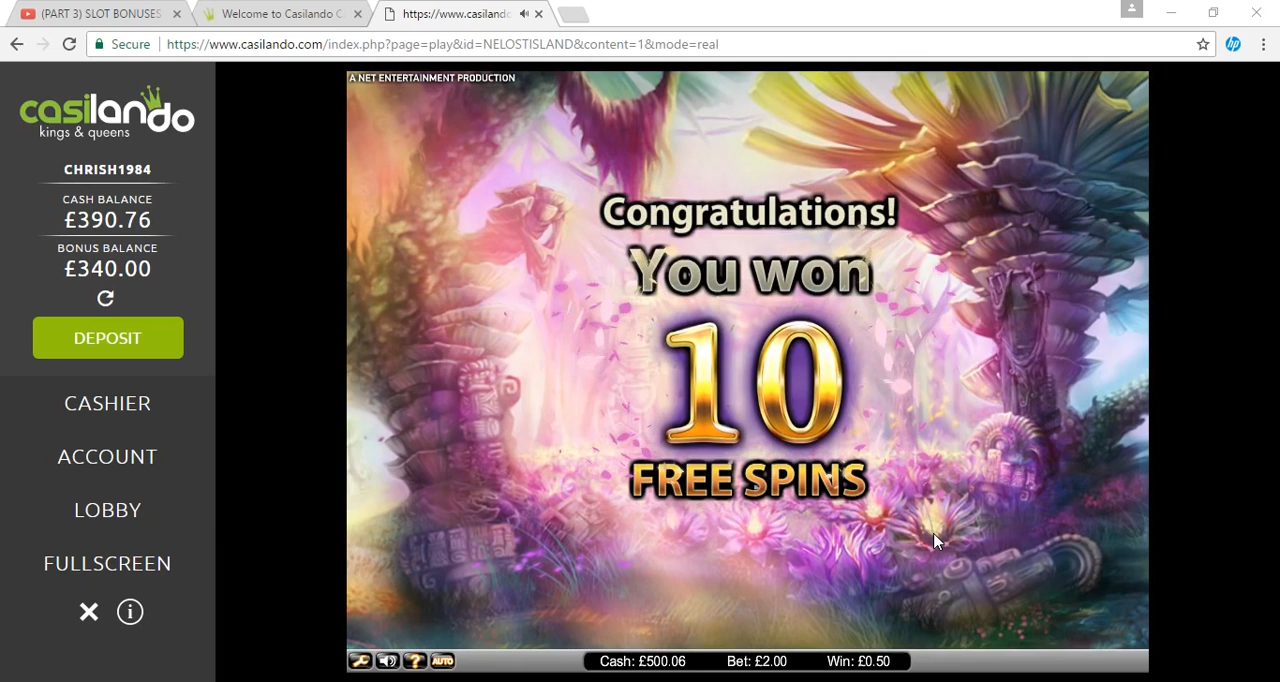 (PART 3) SLOT BONUSES
Welcome to Casilando C
https://www.casilando
Secure
https://www.casilando.com/index.php?page=play&id=NELOSTISLAND&content=1&mode=real
hp
casilando
kings & queens
CHRISH1984
CASH BALANCE
£390.76
BONUS BALANCE
£340.00
DEPOSIT
CASHIER
ACCOUNT
LOBBY
FULLSCREEN
i
A NET ENTERTAINMENT PRODUCTION
Congratulations!
You won
10
FREE SPINS
? AUTO
Cash: £500.06 Bet: £2.00 Win: £0.50